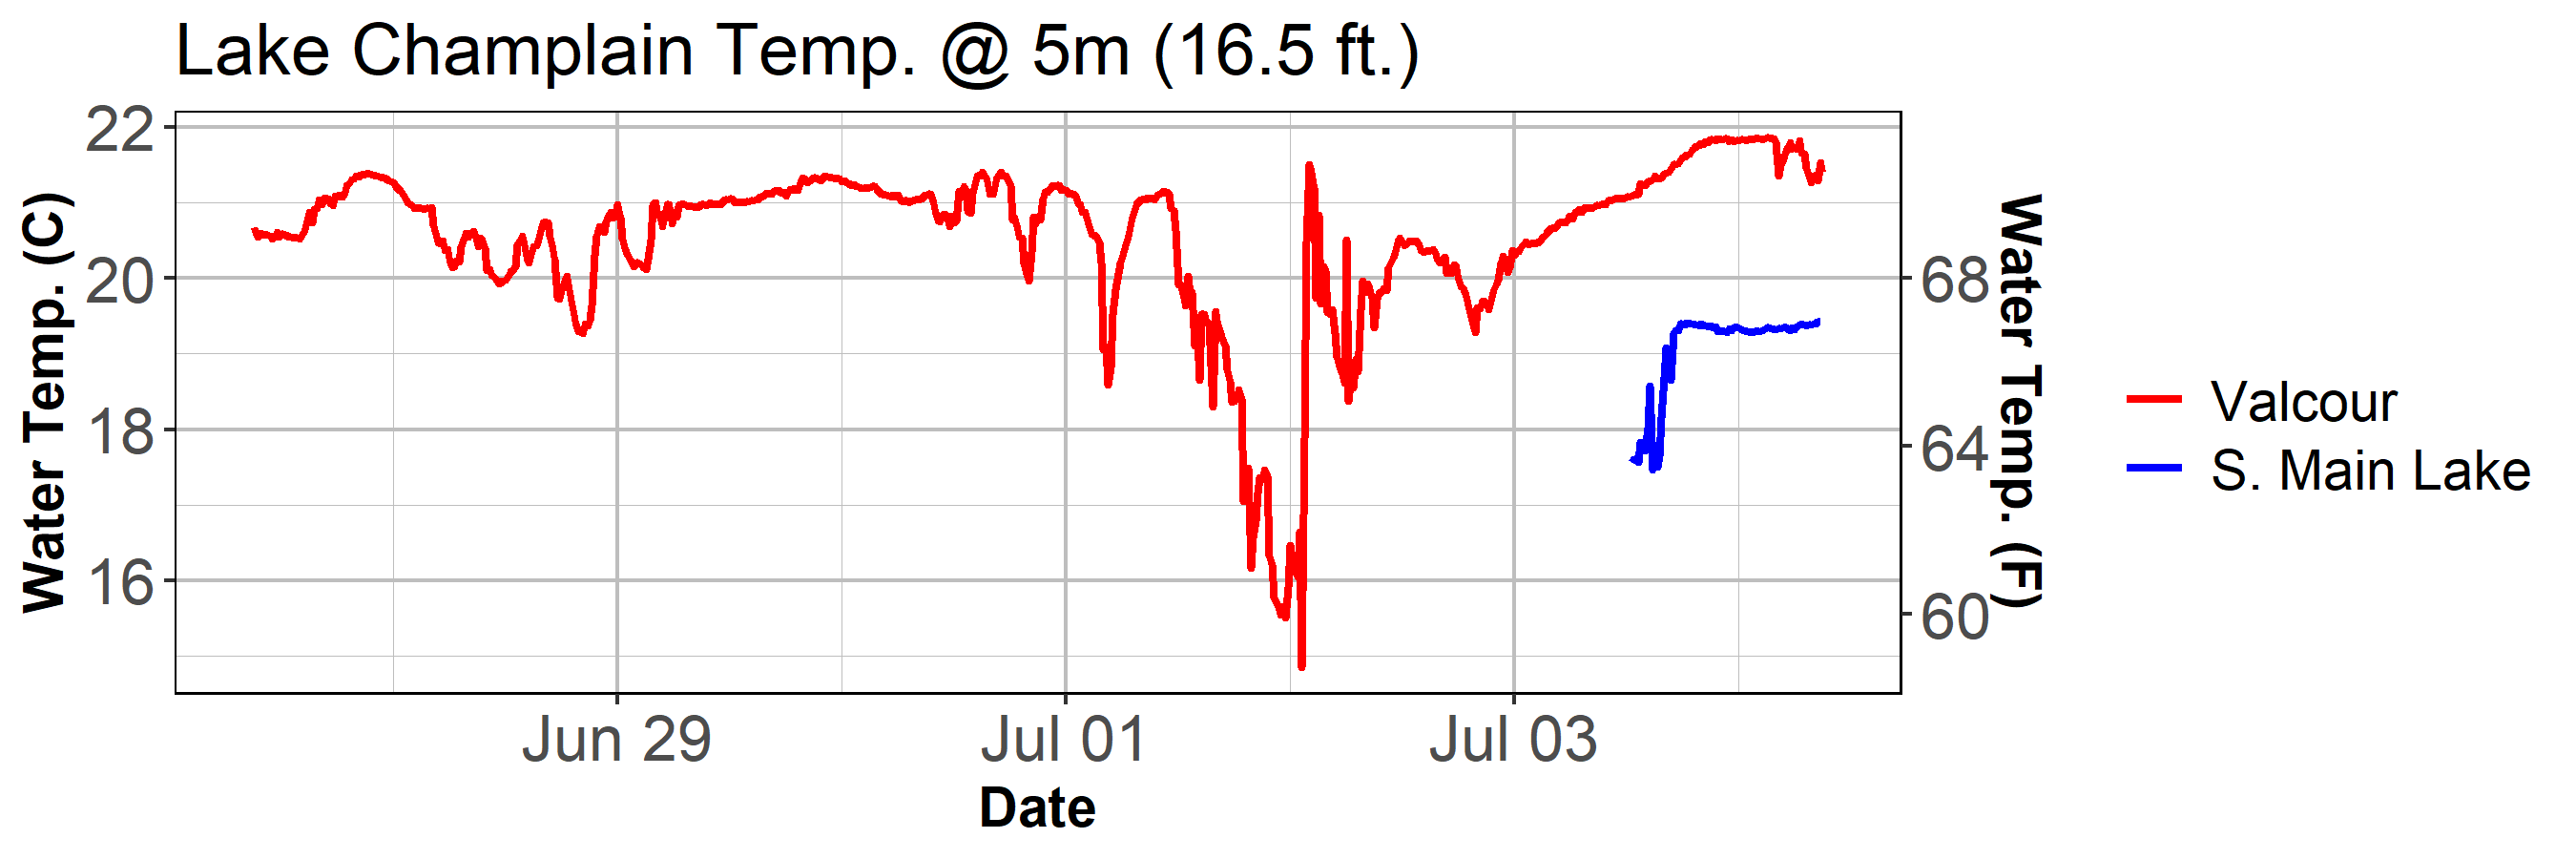 Lake Champlain Temp. @ 5m (16.5 ft.)
Water Temp. (C)
22
20
18
16
68
64
60
Water Temp. (F)
Jun 29
Jul 01
Jul 03
Date
Valcour
S. Main Lake